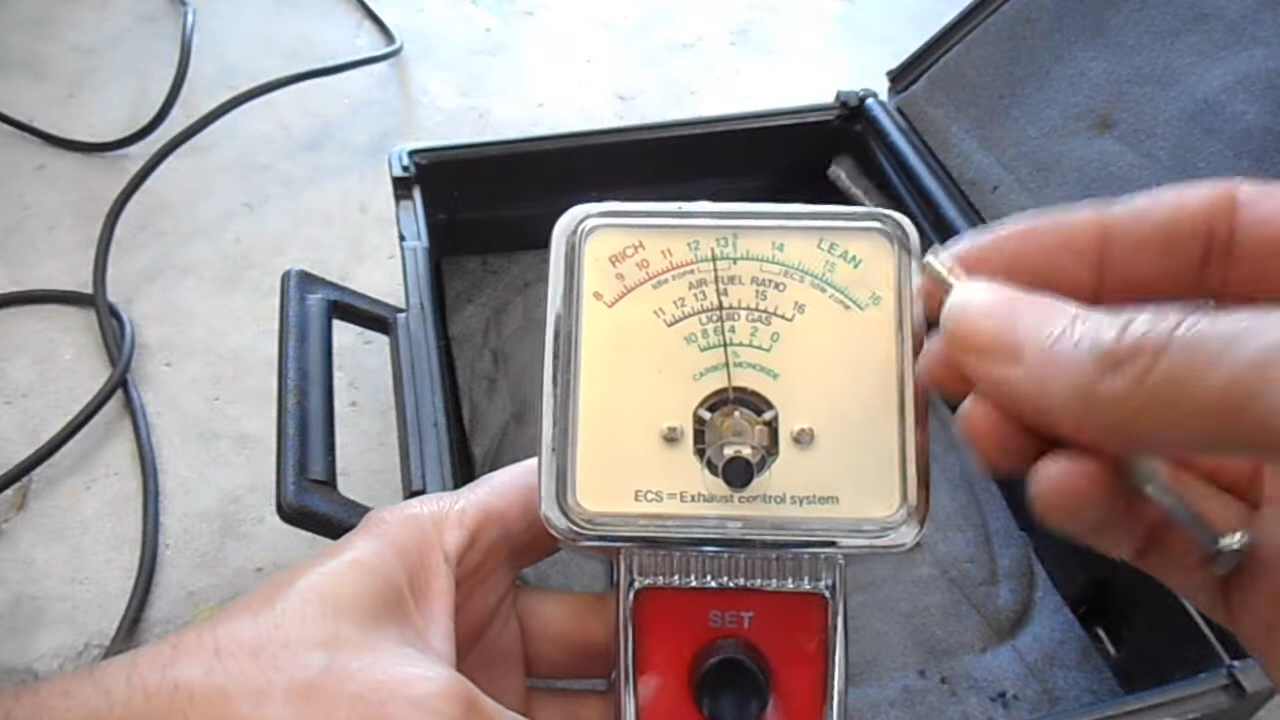 RICH LEAN
8 9 10 11 12 13 14 15 16
Idle zone ECS Idle zone
AIR-FUEL RATIO
11 12 13 14 15 16
LIQUID GAS
10 8 6 4 2 0
%
CARBON MONOXIDE
ECS = Exhaust control system
SET